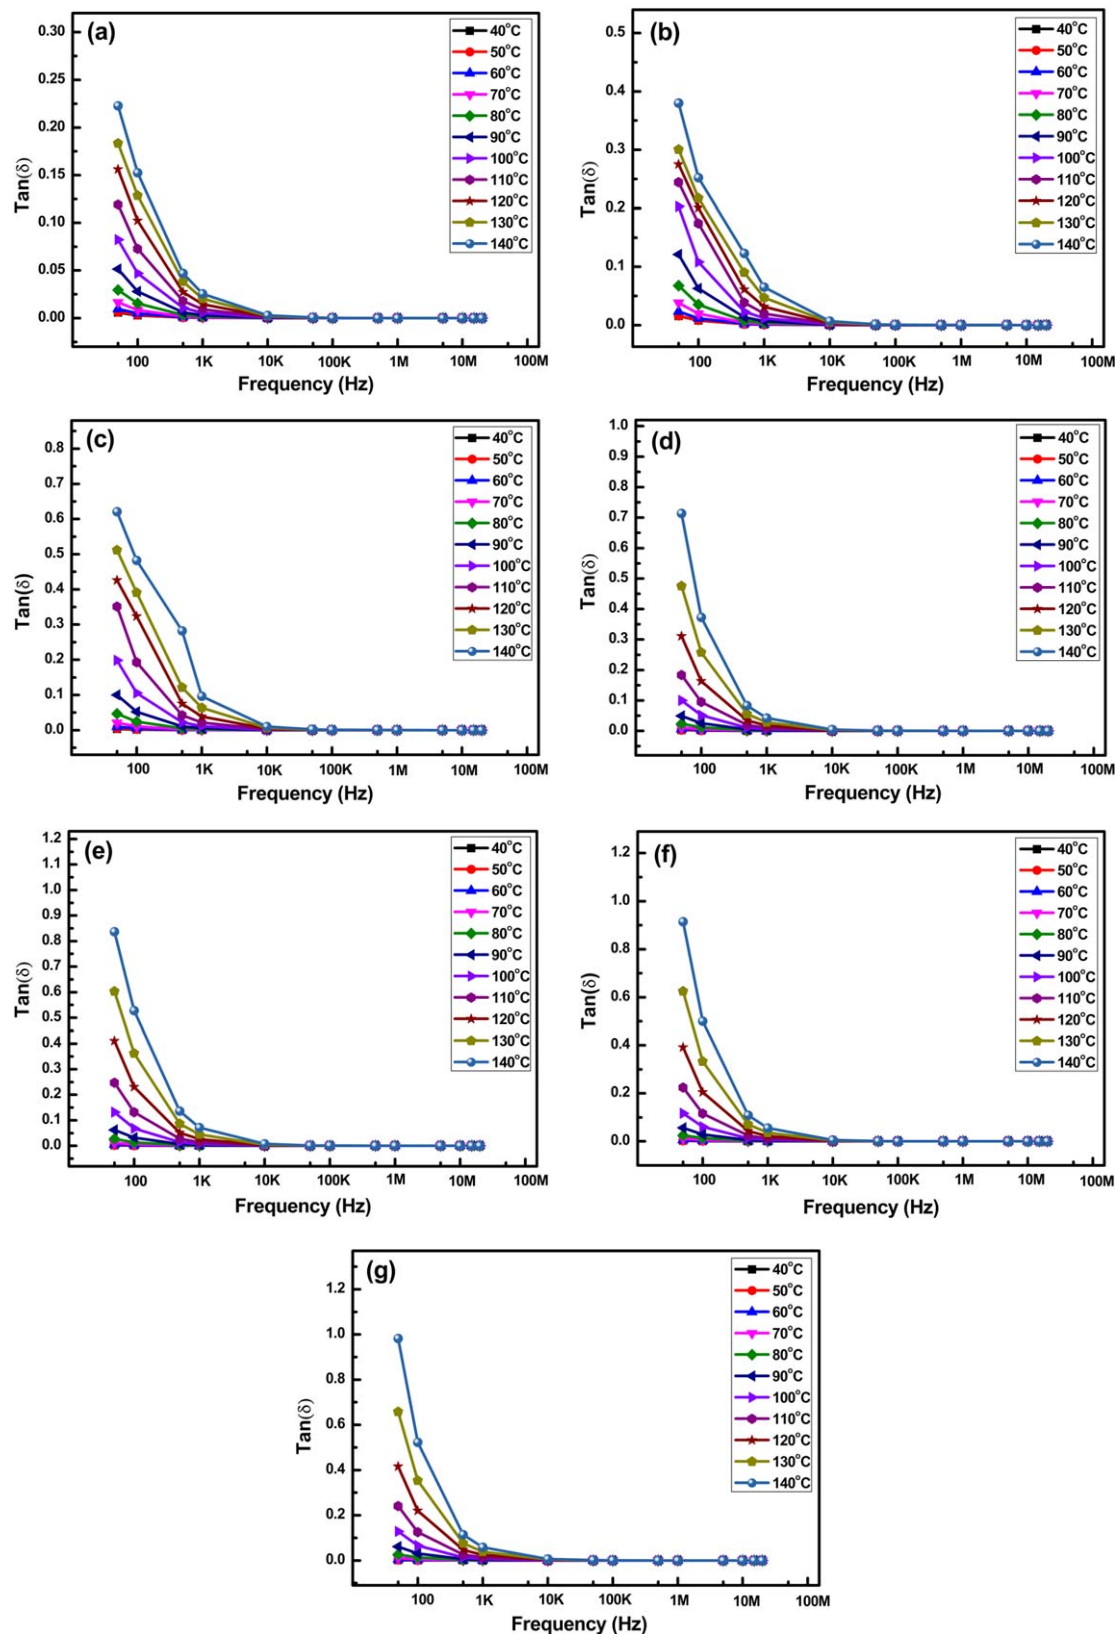 (a)
40°C
50°C
60°C
70°C
80°C
90°C
100°C
110°C
120°C
130°C
140°C
0.30
0.25
0.20
0.15
0.10
0.05
0.00
Tan(δ)
100 1K 10K 100K 1M 10M 100M
Frequency (Hz)
(b)
40°C
50°C
60°C
70°C
80°C
90°C
100°C
110°C
120°C
130°C
140°C
0.5
0.4
0.3
0.2
0.1
0.0
Tan(δ)
100 1K 10K 100K 1M 10M 100M
Frequency (Hz)
(c)
40°C
50°C
60°C
70°C
80°C
90°C
100°C
110°C
120°C
130°C
140°C
0.8
0.7
0.6
0.5
0.4
0.3
0.2
0.1
0.0
Tan(δ)
100 1K 10K 100K 1M 10M 100M
Frequency (Hz)
(d)
40°C
50°C
60°C
70°C
80°C
90°C
100°C
110°C
120°C
130°C
140°C
1.0
0.9
0.8
0.7
0.6
0.5
0.4
0.3
0.2
0.1
0.0
Tan(δ)
100 1K 10K 100K 1M 10M 100M
Frequency (Hz)
(e)
40°C
50°C
60°C
70°C
80°C
90°C
100°C
110°C
120°C
130°C
140°C
1.2
1.1
1.0
0.9
0.8
0.7
0.6
0.5
0.4
0.3
0.2
0.1
0.0
Tan(δ)
100 1K 10K 100K 1M 10M 100M
Frequency (Hz)
(f)
40°C
50°C
60°C
70°C
80°C
90°C
100°C
110°C
120°C
130°C
140°C
1.2
1.0
0.8
0.6
0.4
0.2
0.0
Tan(δ)
100 1K 10K 100K 1M 10M 100M
Frequency (Hz)
(g)
40°C
50°C
60°C
70°C
80°C
90°C
100°C
110°C
120°C
130°C
140°C
1.2
1.0
0.8
0.6
0.4
0.2
0.0
Tan(δ)
100 1K 10K 100K 1M 10M 100M
Frequency (Hz)